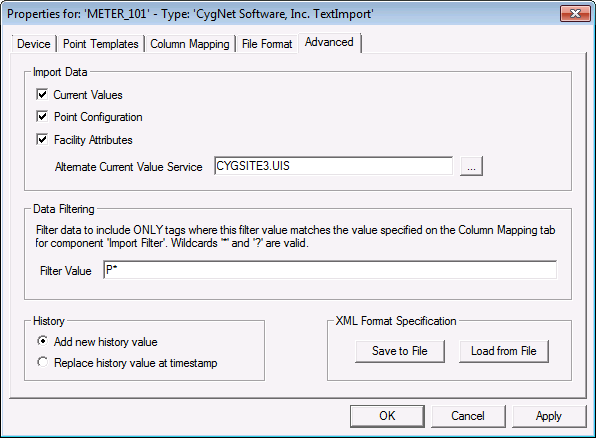 Properties for: 'METER_101' - Type: 'CygNet Software, Inc. TextImport'
Device Point Templates Column Mapping File Format Advanced
Import Data
Current Values
Point Configuration
Facility Attributes
Alternate Current Value Service CYGSITE3.UIS ...
Data Filtering
Filter data to include ONLY tags where this filter value matches the value specified on the Column Mapping tab
for component 'Import Filter'. Wildcards '*' and '?' are valid.
Filter Value P*
History
Add new history value
Replace history value at timestamp
XML Format Specification
Save to File Load from File
OK Cancel Apply